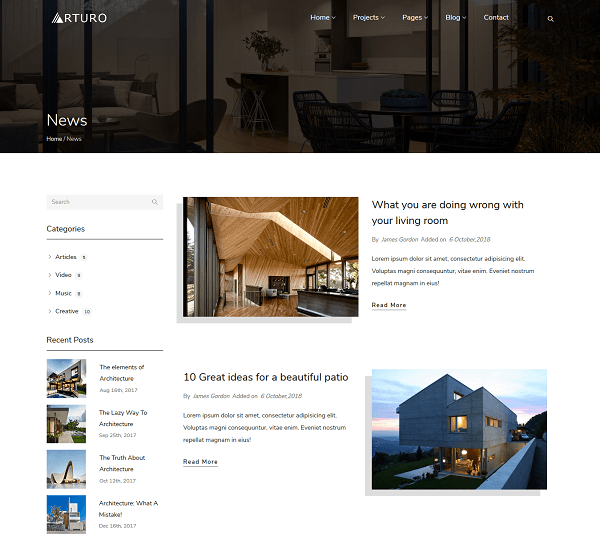 ARTURO
Home
Projects
Pages
Blog
Contact
News
Home / News
Search
Categories
Articles 5
Video 5
Music 5
Creative 10
Recent Posts
The elements of
Architecture
Aug 16th, 2017
The Lazy Way To
Architecture
Sep 25th, 2017
The Truth About
Architecture
Oct 12th, 2017
Architecture: What A
Mistake!
Dec 16th, 2017
What you are doing wrong with
your living room
By James Gordon Added on 6 October,2018
Lorem ipsum dolor sit amet, consectetur adipisicing elit.
Voluptas magni consequuntur, vitae enim. Eveniet nostrum
repellat magnam in eius!
Read More
10 Great ideas for a beautiful patio
By James Gordon Added on 6 October,2018
Lorem ipsum dolor sit amet, consectetur adipisicing elit.
Voluptas magni consequuntur, vitae enim. Eveniet nostrum
repellat magnam in eius!
Read More